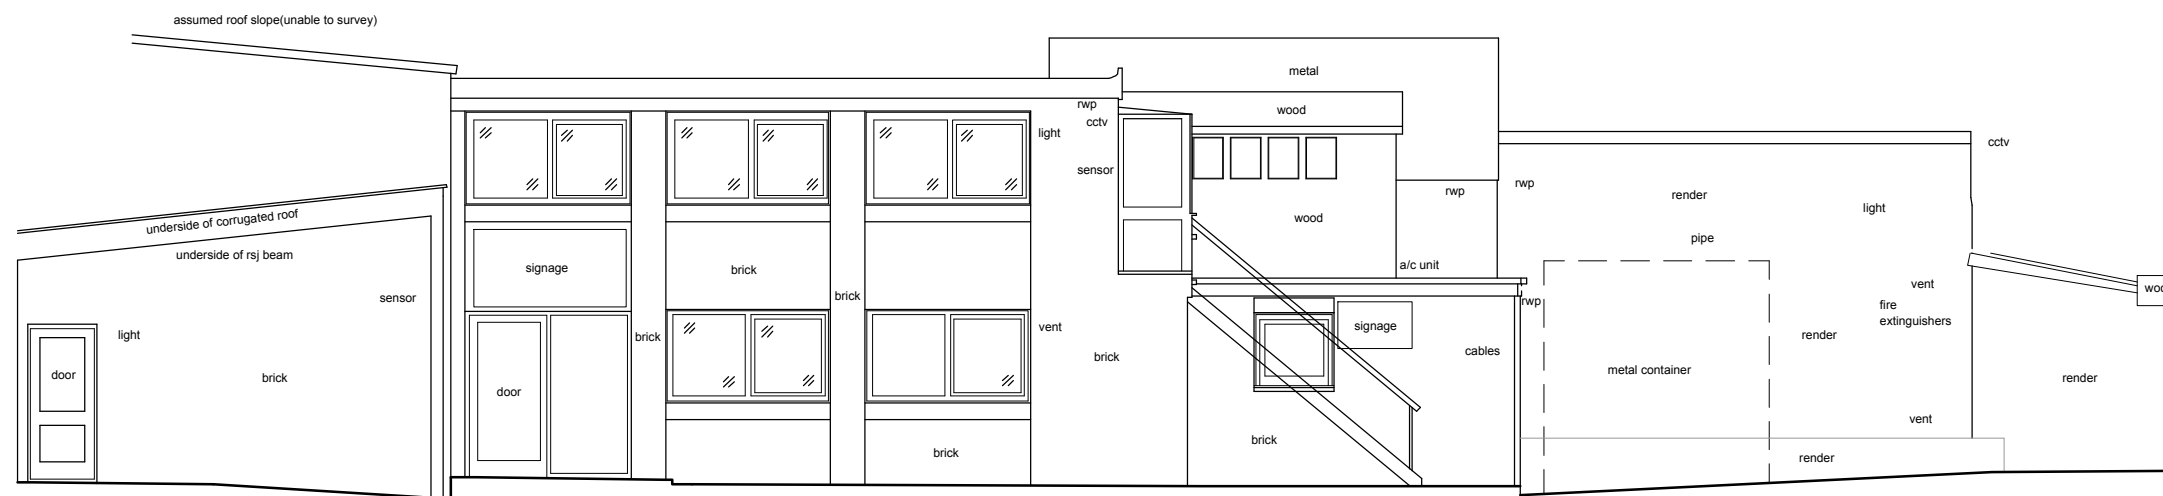 assumed roof slope(unable to survey)
metal
wood
rwp
cctv
light
sensor
cctv
rwp
rwp
render
light
wood
underside of corrugated roof
underside of rsj beam
pipe
signage
brick
a/c unit
brick
sensor
vent
rwp
fire
extinguishers
light
brick
vent
signage
render
cables
brick
door
brick
metal container
render
door
vent
brick
brick
render